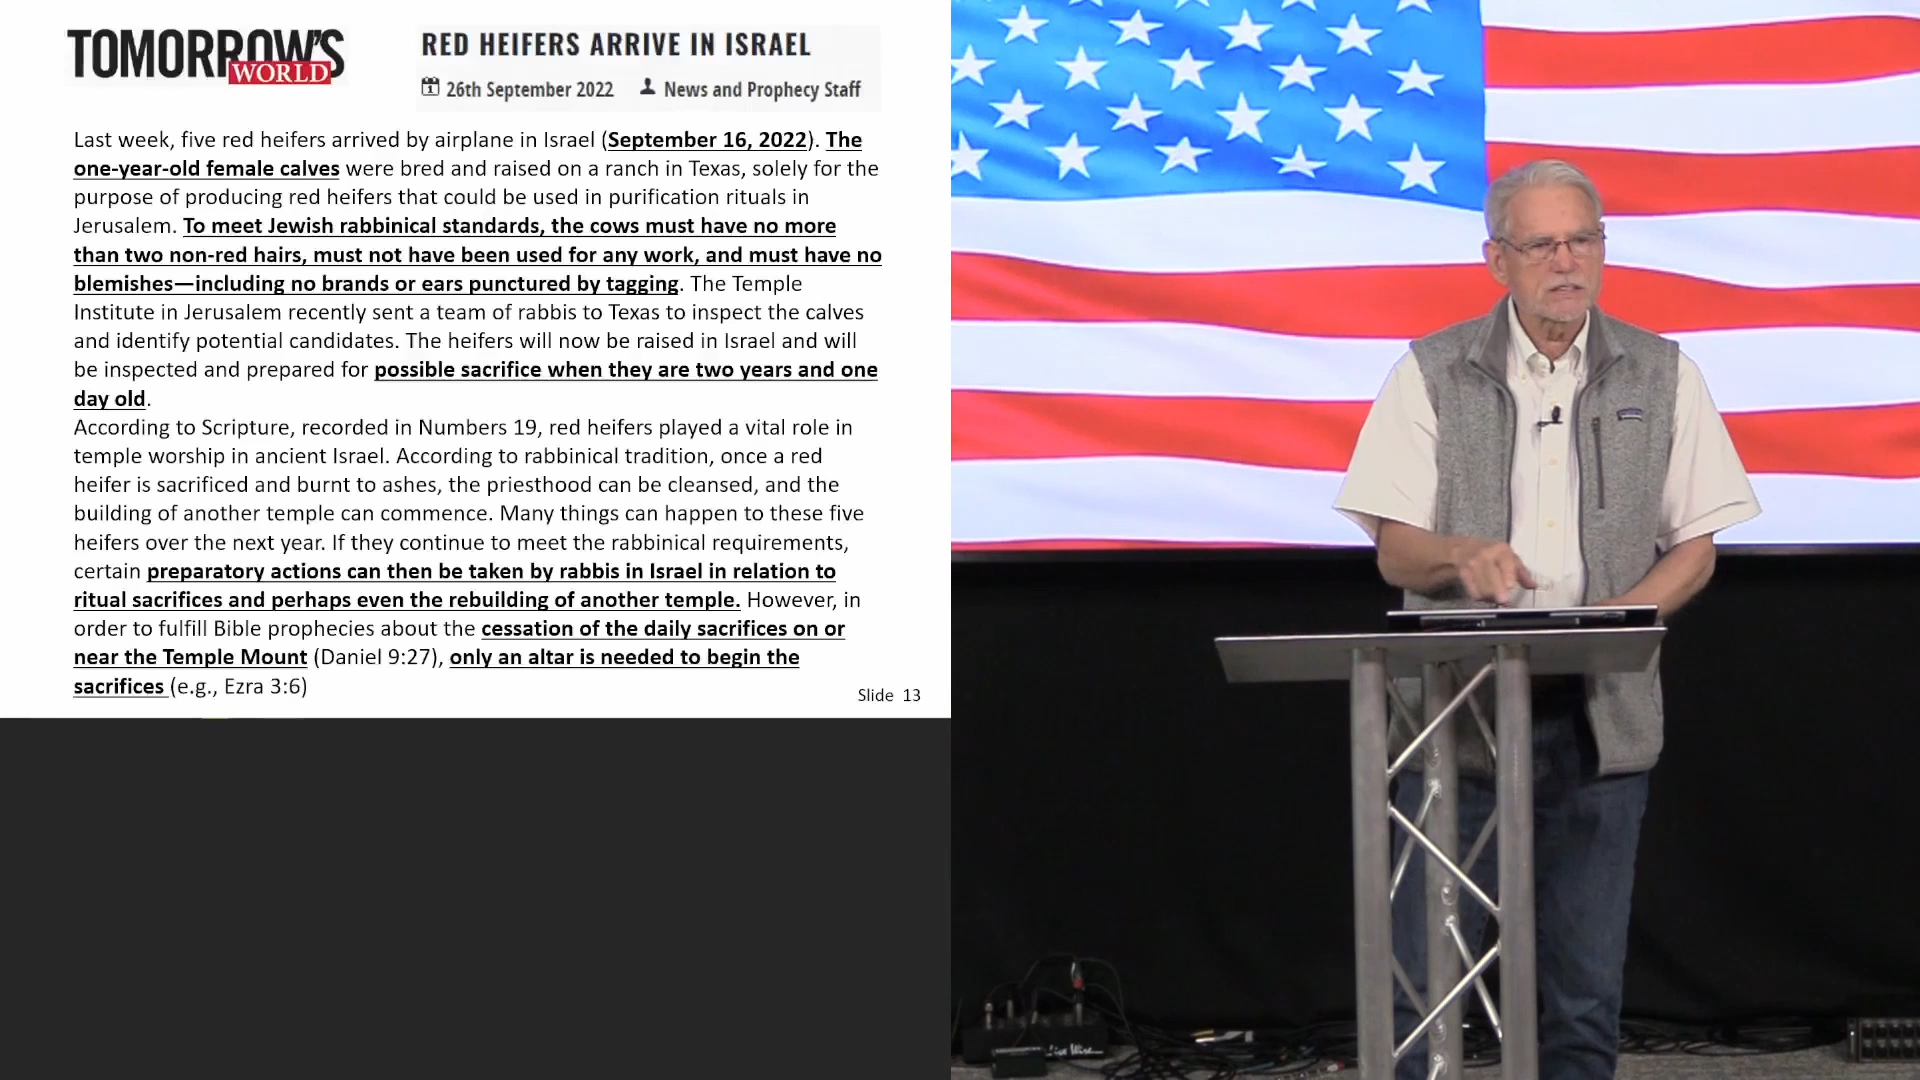 TOMORROW'S
WORLD
RED HEIFERS ARRIVE IN ISRAEL
26th September 2022 News and Prophecy Staff
Last week, five red heifers arrived by airplane in Israel (September 16, 2022). The
one-year-old female calves were bred and raised on a ranch in Texas, solely for the
purpose of producing red heifers that could be used in purification rituals in
Jerusalem. To meet Jewish rabbinical standards, the cows must have no more
than two non-red hairs, must not have been used for any work, and must have no
blemishes—including no brands or ears punctured by tagging. The Temple
Institute in Jerusalem recently sent a team of rabbis to Texas to inspect the calves
and identify potential candidates. The heifers will now be raised in Israel and will
be inspected and prepared for possible sacrifice when they are two years and one
day old.
According to Scripture, recorded in Numbers 19, red heifers played a vital role in
temple worship in ancient Israel. According to rabbinical tradition, once a red
heifer is sacrificed and burnt to ashes, the priesthood can be cleansed, and the
building of another temple can commence. Many things can happen to these five
heifers over the next year. If they continue to meet the rabbinical requirements,
certain preparatory actions can then be taken by rabbis in Israel in relation to
ritual sacrifices and perhaps even the rebuilding of another temple. However, in
order to fulfill Bible prophecies about the cessation of the daily sacrifices on or
near the Temple Mount (Daniel 9:27), only an altar is needed to begin the
sacrifices (e.g., Ezra 3:6)
Slide 13
Live Wire